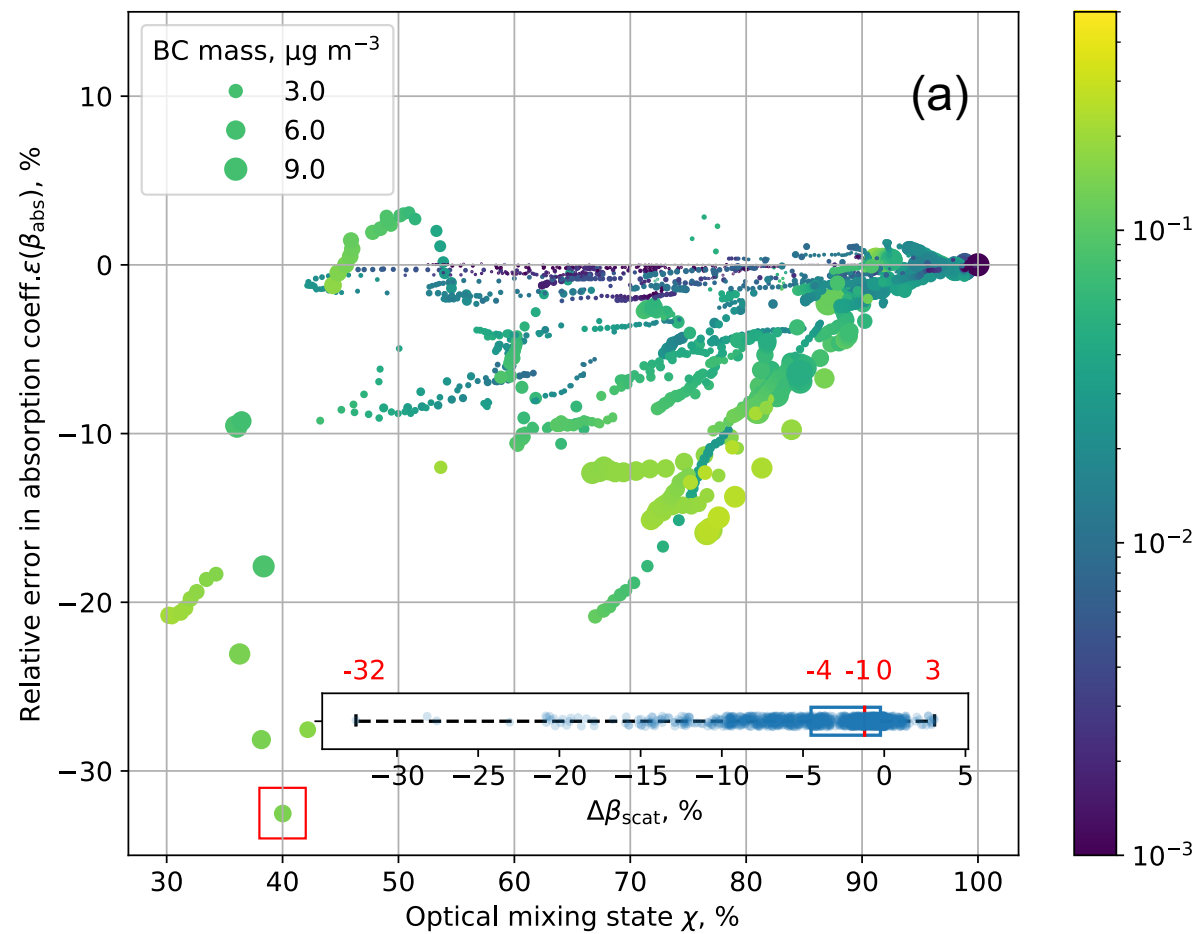 BC mass, μg m⁻³
3.0
6.0
9.0
(a)
Relative error in absorption coeff.ε(β_abs), %
10
0
−10
−20
−30
30 40 50 60 70 80 90 100
Optical mixing state χ, %
-32 -4 -1 0 3
−30 −25 −20 −15 −10 −5 0 5
Δβ_scat, %
10⁻¹
10⁻²
10⁻³